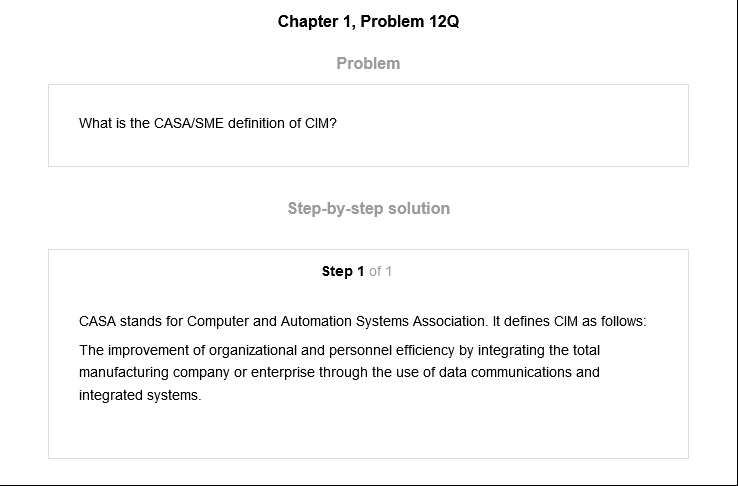 Chapter 1, Problem 12Q
Problem
What is the CASA/SME definition of CIM?
Step-by-step solution
Step 1 of 1
CASA stands for Computer and Automation Systems Association. It defines CIM as follows:
The improvement of organizational and personnel efficiency by integrating the total
manufacturing company or enterprise through the use of data communications and
integrated systems.